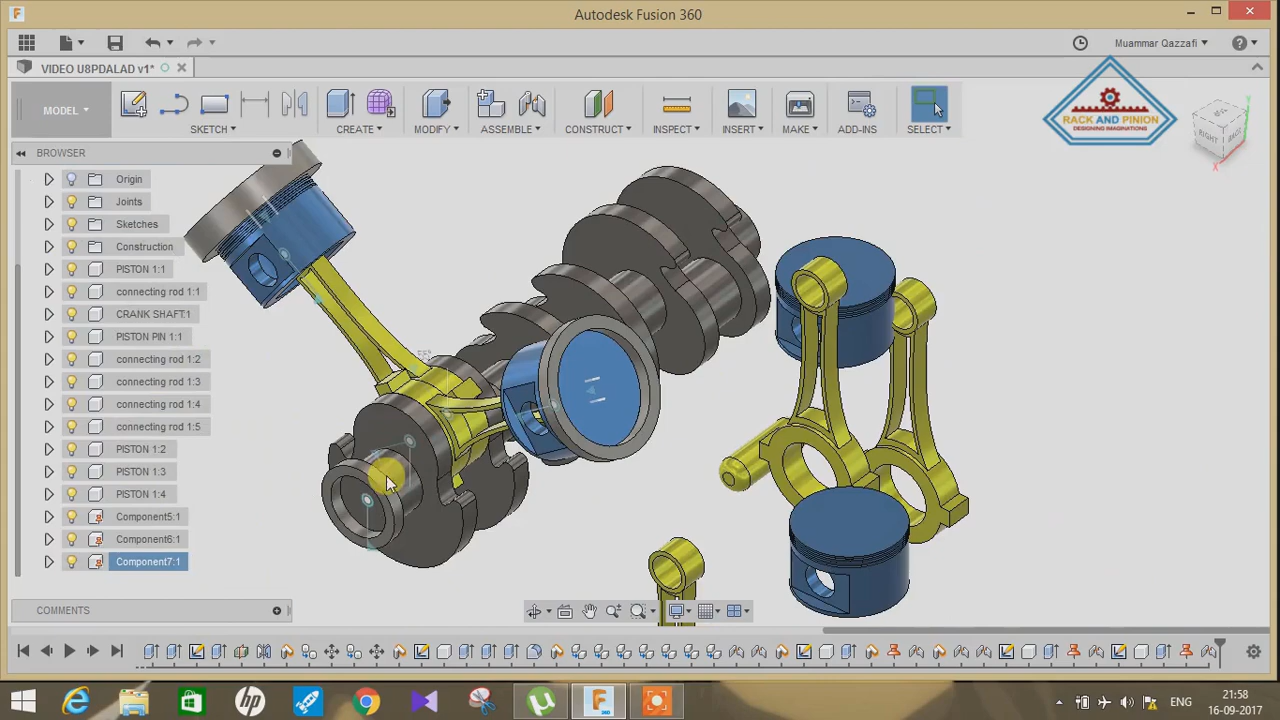 Autodesk Fusion 360
Muammar Qazzafi
VIDEO U8PDALAD v1*
MODEL
SKETCH
CREATE
MODIFY
ASSEMBLE
CONSTRUCT
INSPECT
INSERT
MAKE
ADD-INS
SELECT
RACK AND PINION
DESIGNING IMAGINATIONS
RIGHT
BROWSER
Origin
Joints
Sketches
Construction
PISTON 1:1
connecting rod 1:1
CRANK SHAFT:1
PISTON PIN 1:1
connecting rod 1:2
connecting rod 1:3
connecting rod 1:4
connecting rod 1:5
PISTON 1:2
PISTON 1:3
PISTON 1:4
Component5:1
Component6:1
Component7:1
COMMENTS
ENG
21:58
16-09-2017